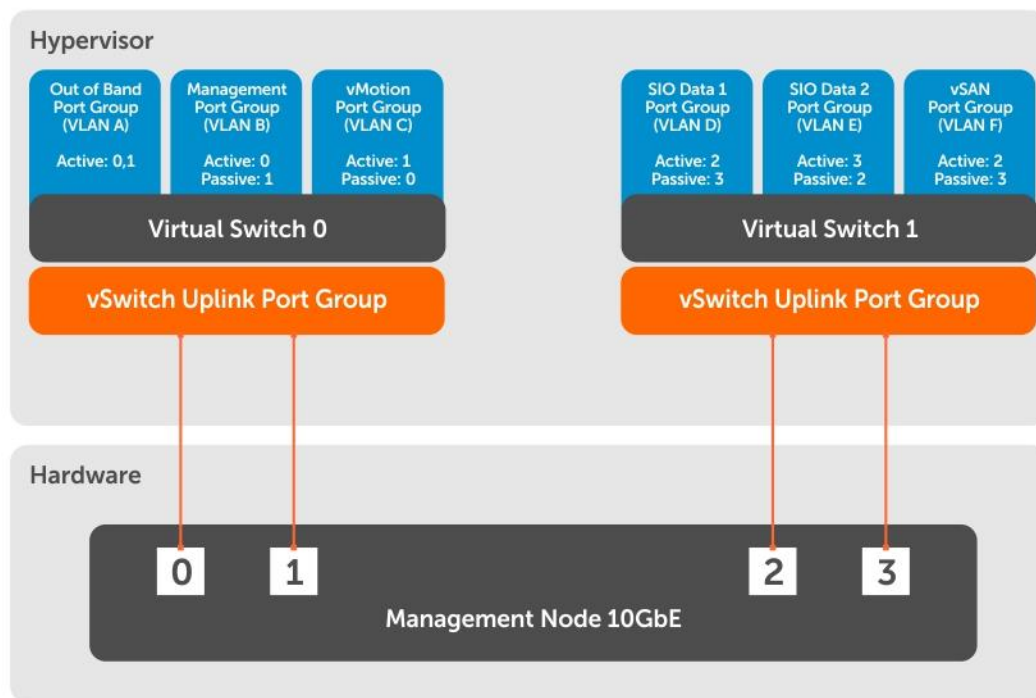 Hypervisor
Out of Band
Port Group
(VLAN A)
Active: 0,1
Management
Port Group
(VLAN B)
Active: 0
Passive: 1
vMotion
Port Group
(VLAN C)
Active: 1
Passive: 0
SIO Data 1
Port Group
(VLAN D)
Active: 2
Passive: 3
SIO Data 2
Port Group
(VLAN E)
Active: 3
Passive: 2
vSAN
Port Group
(VLAN F)
Active: 2
Passive: 3
Virtual Switch 0
Virtual Switch 1
vSwitch Uplink Port Group
vSwitch Uplink Port Group
Hardware
0
1
2
3
Management Node 10GbE